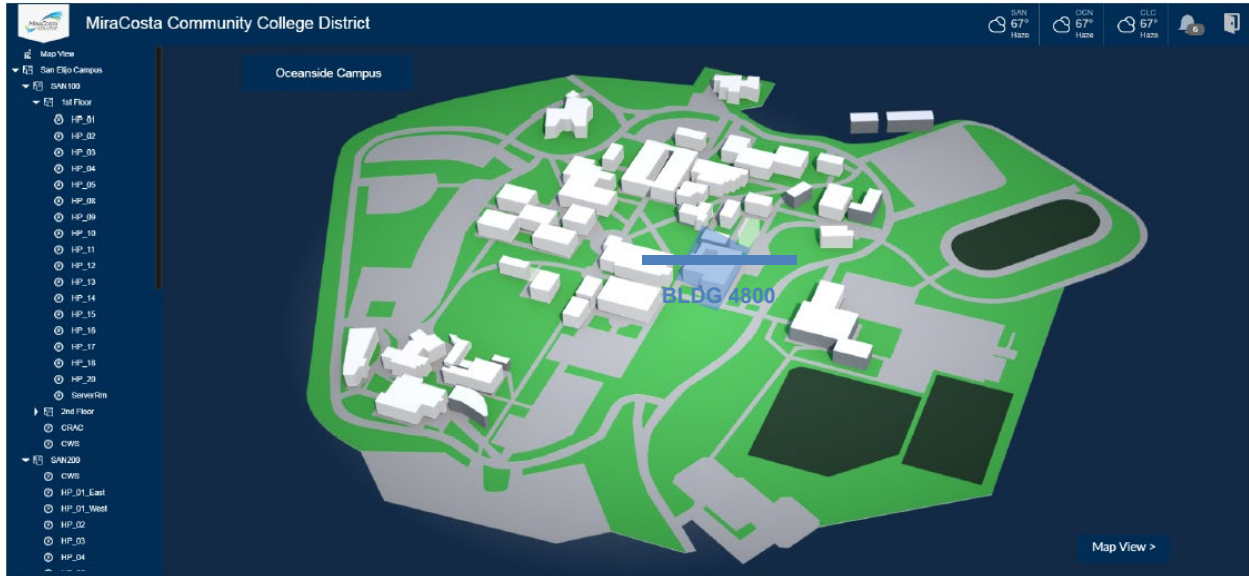 MIRACOSTA
COLLEGE
MiraCosta Community College District
SAN
67°
Haze
OCN
67°
Haze
CLC
67°
Haze
6
Map View
San Elijo Campus
SAN100
1st Floor
HP_01
HP_02
HP_03
HP_04
HP_05
HP_08
HP_09
HP_10
HP_11
HP_12
HP_13
HP_14
HP_15
HP_16
HP_17
HP_18
HP_20
ServerRm
2nd Floor
CRAC
CWS
SAN200
CWS
HP_01_East
HP_01_West
HP_02
HP_03
HP_04
Oceanside Campus
BLDG 4800
Map View >